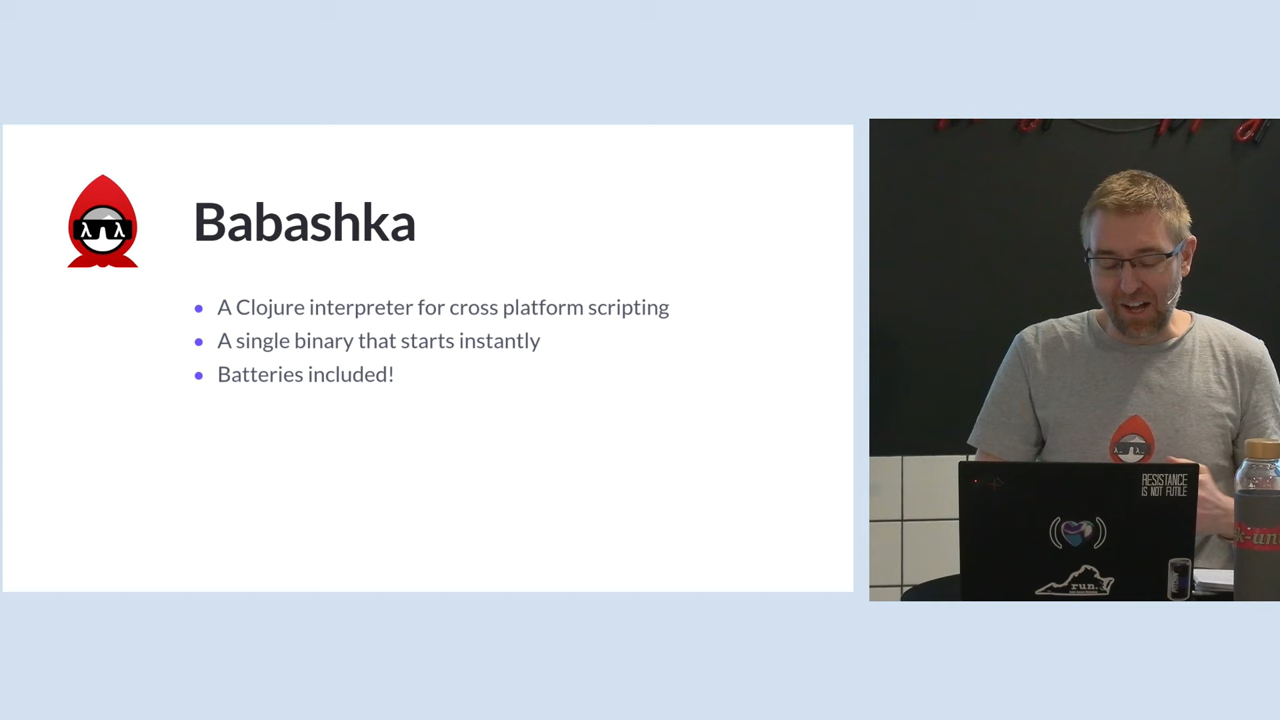 Babashka
A Clojure interpreter for cross platform scripting
A single binary that starts instantly
Batteries included!
RESISTANCE
IS NOT FUTILE
run.